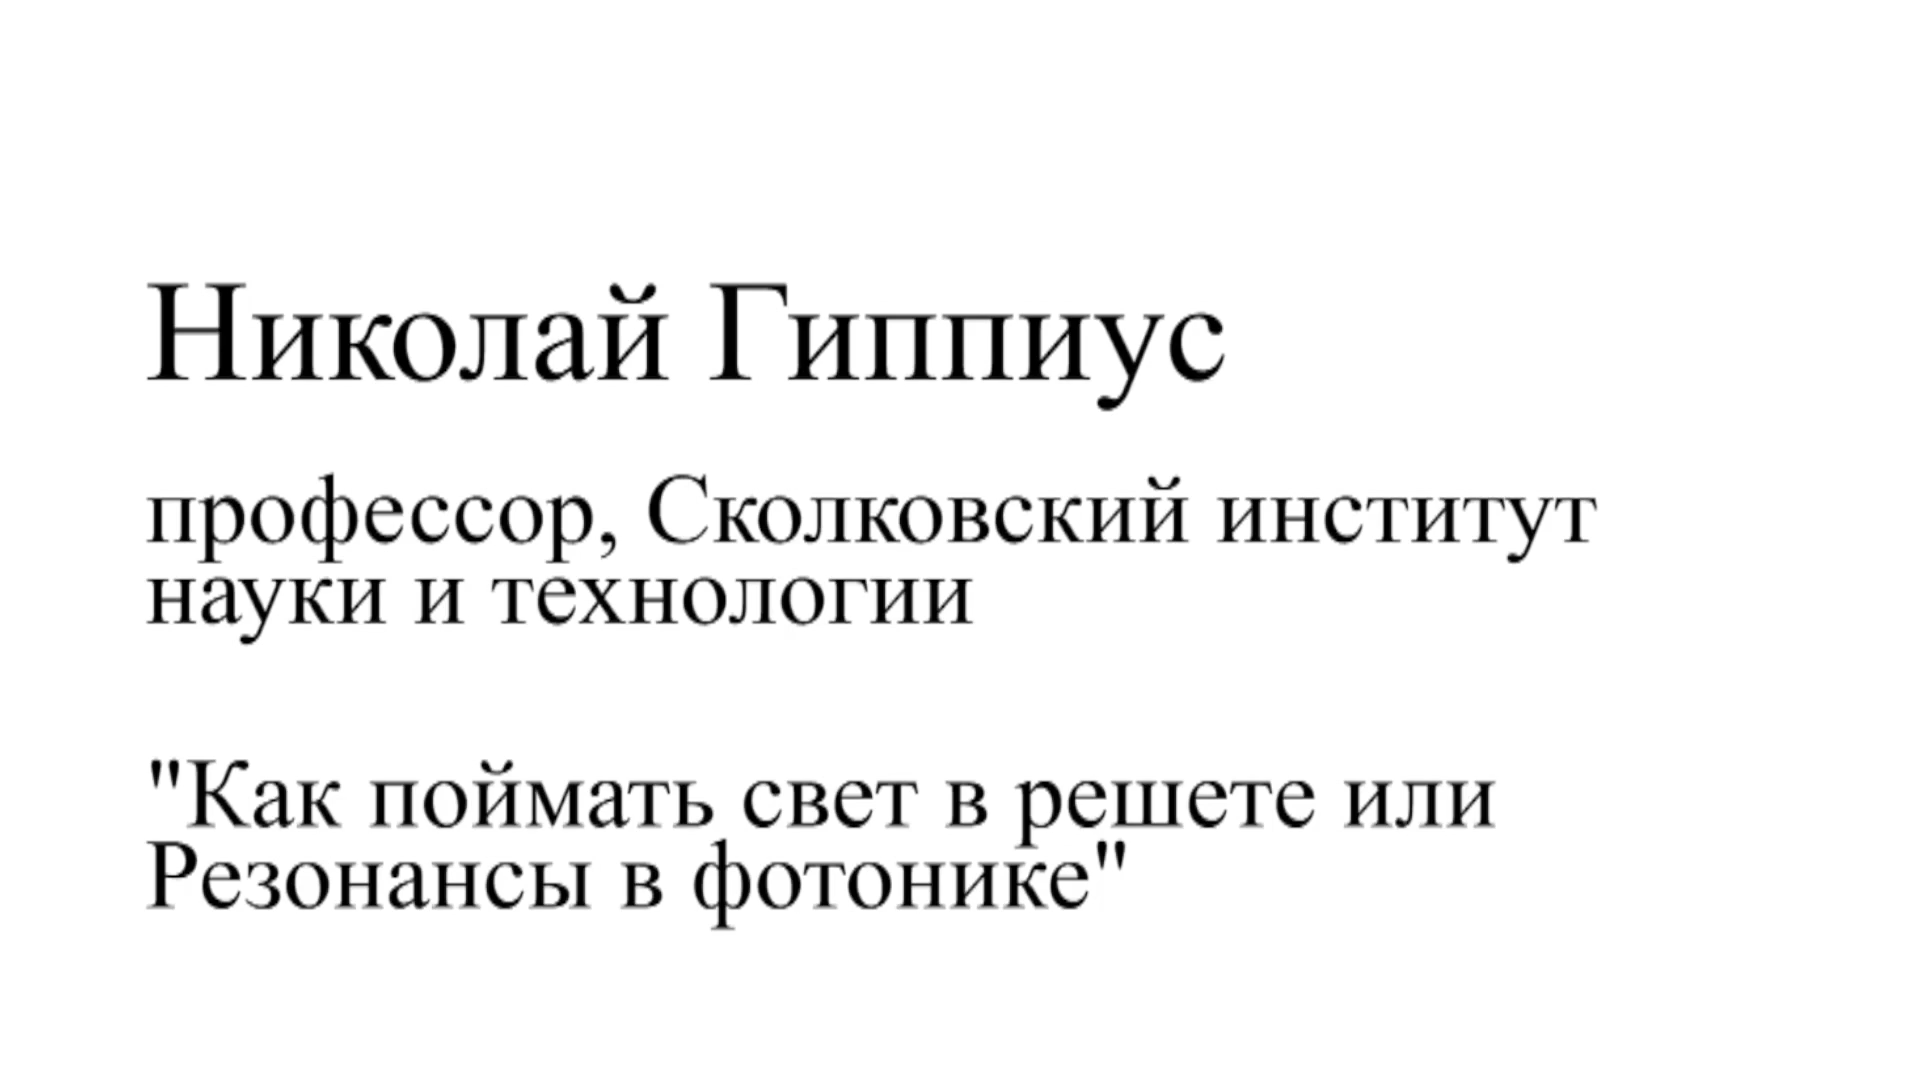 Николай Гиппиус
профессор, Сколковский институт
науки и технологии
"Как поймать свет в решете или
Резонансы в фотонике"